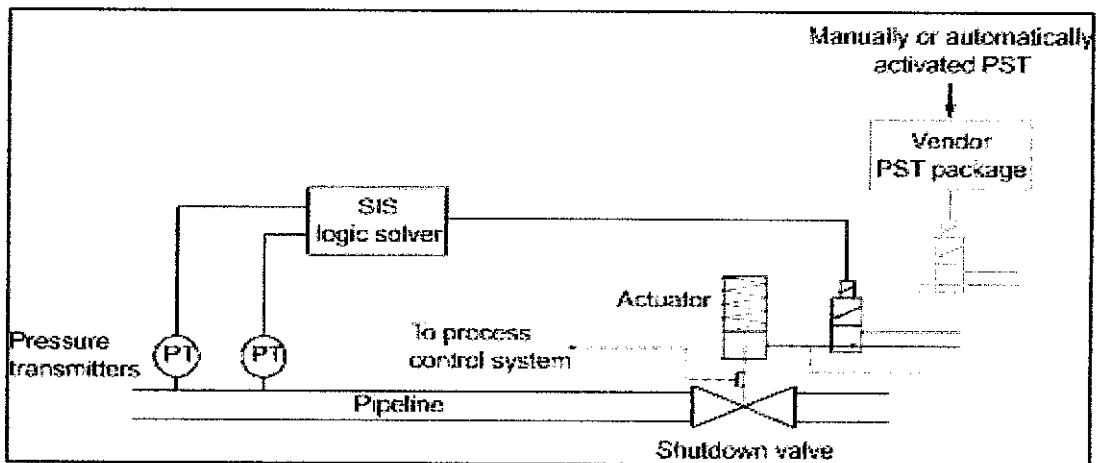 Manually or automatically
activated PST
Vendor
PST package
SIS
logic solver
Actuator
To process
control system
Pressure
transmitters
PT
PT
Pipeline
Shutdown valve